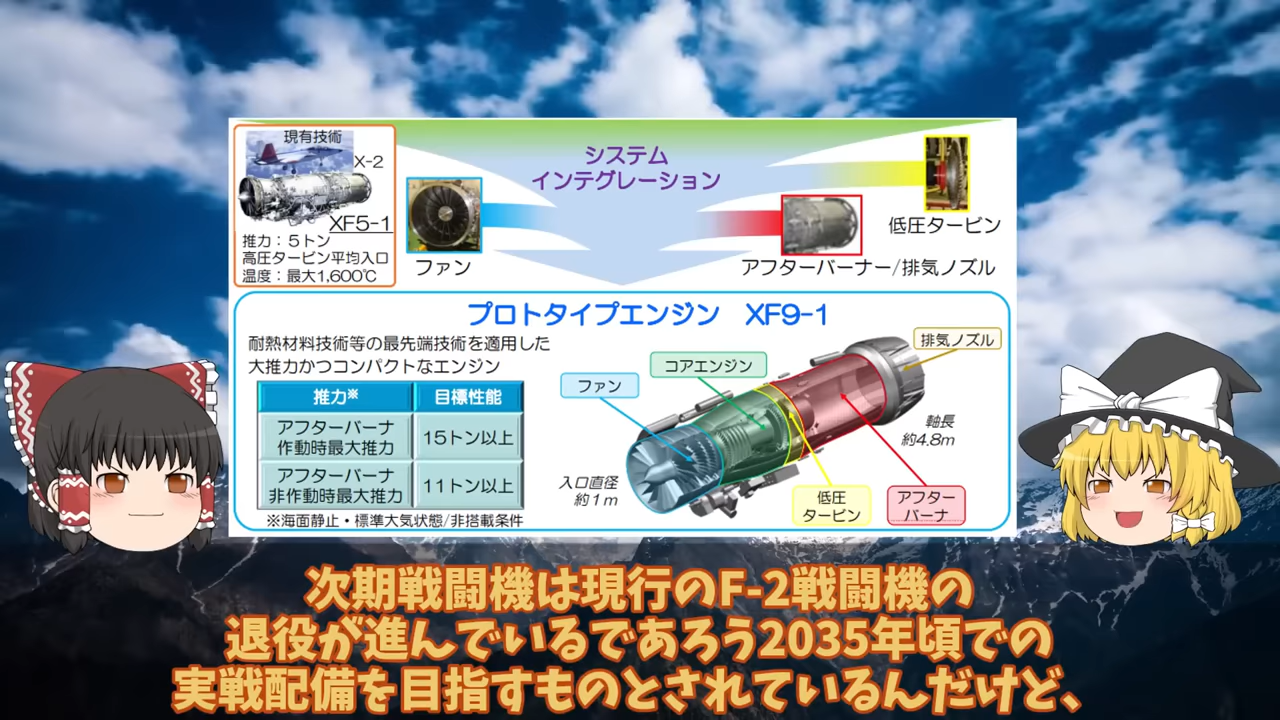 現有技術
X-2
XF5-1
推力:5トン
高圧タービン平均入口
温度:最大1,600℃
システム
インテグレーション
ファン
アフターバーナー/排気ノズル
低圧タービン
プロトタイプエンジン　XF9-1
耐熱材料技術等の最先端技術を適用した
大推力かつコンパクトなエンジン
推力※
目標性能
アフターバーナ
作動時最大推力
15トン以上
アフターバーナ
非作動時最大推力
11トン以上
※海面静止・標準大気状態/非搭載条件
ファン
コアエンジン
排気ノズル
軸長
約4.8m
入口直径
約1m
低圧
タービン
アフター
バーナ
次期戦闘機は現行のF-2戦闘機の
退役が進んでいるであろう2035年頃での
実戦配備を目指すものとされているんだけど、